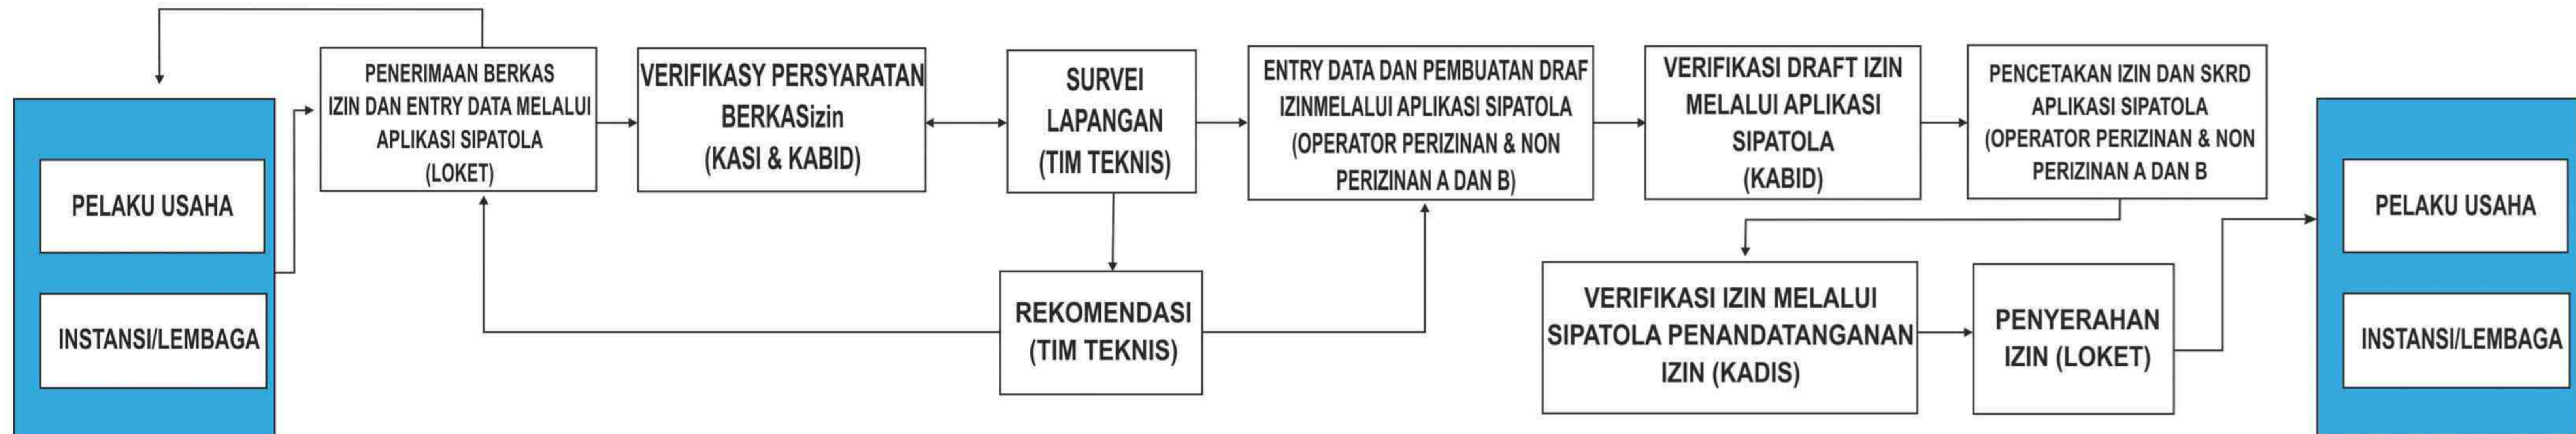 PELAKU USAHA
INSTANSI/LEMBAGA
PENERIMAAN BERKAS
IZIN DAN ENTRY DATA MELALUI
APLIKASI SIPATOLA
(LOKET)
VERIFIKASY PERSYARATAN
BERKASizin
(KASI & KABID)
SURVEI
LAPANGAN
(TIM TEKNIS)
REKOMENDASI
(TIM TEKNIS)
ENTRY DATA DAN PEMBUATAN DRAF
IZINMELALUI APLIKASI SIPATOLA
(OPERATOR PERIZINAN & NON
PERIZINAN A DAN B)
VERIFIKASI DRAFT IZIN
MELALUI APLIKASI
SIPATOLA
(KABID)
PENCETAKAN IZIN DAN SKRD
APLIKASI SIPATOLA
(OPERATOR PERIZINAN & NON
PERIZINAN A DAN B
VERIFIKASI IZIN MELALUI
SIPATOLA PENANDATANGANAN
IZIN (KADIS)
PENYERAHAN
IZIN (LOKET)
PELAKU USAHA
INSTANSI/LEMBAGA